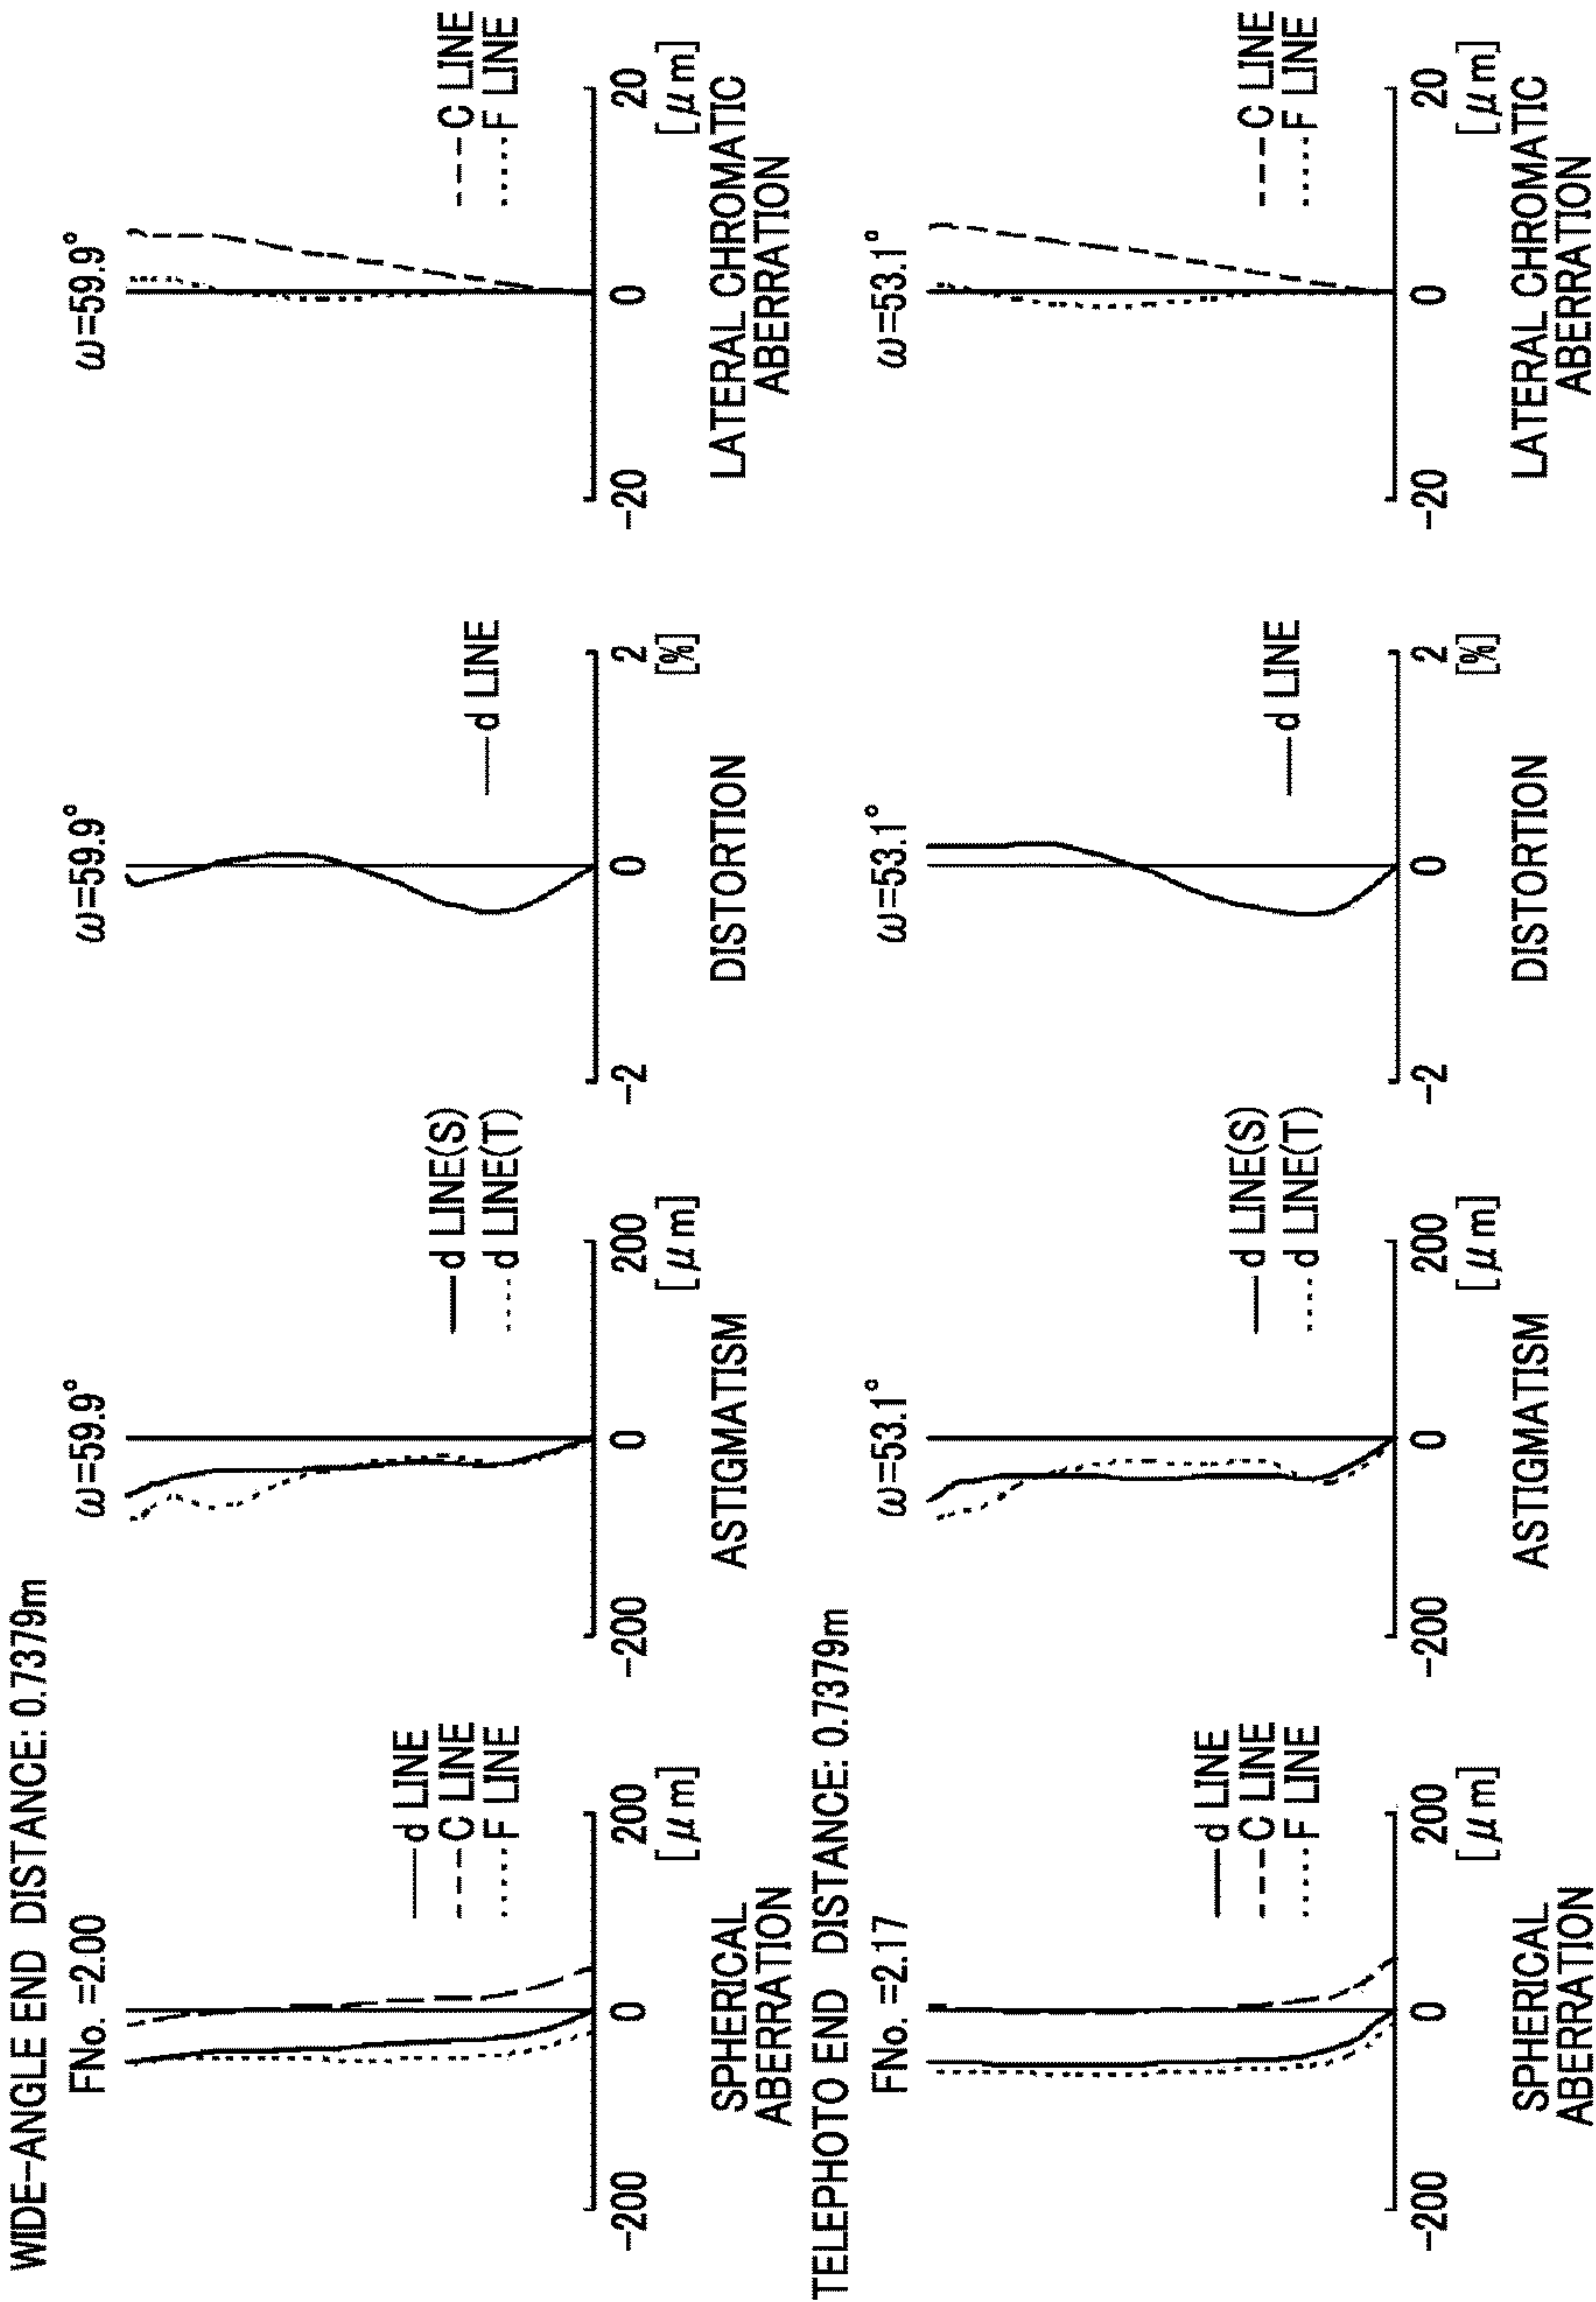 WIDE-ANGLE END DISTANCE: 0.7379m
FNo. =2.00
d LINE
C LINE
F LINE
-200
0
200
[μm]
SPHERICAL
ABERRATION
ω=59.9°
d LINE(S)
d LINE(T)
-200
0
200
[μm]
ASTIGMATISM
ω=59.9°
d LINE
-2
0
2
[%]
DISTORTION
ω=59.9°
C LINE
F LINE
-20
0
20
[μm]
LATERAL CHROMATIC
ABERRATION
TELEPHOTO END DISTANCE: 0.7379m
FNo. =2.17
d LINE
C LINE
F LINE
-200
0
200
[μm]
SPHERICAL
ABERRATION
ω=53.1°
d LINE(S)
d LINE(T)
-200
0
200
[μm]
ASTIGMATISM
ω=53.1°
d LINE
-2
0
2
[%]
DISTORTION
ω=53.1°
C LINE
F LINE
-20
0
20
[μm]
LATERAL CHROMATIC
ABERRATION